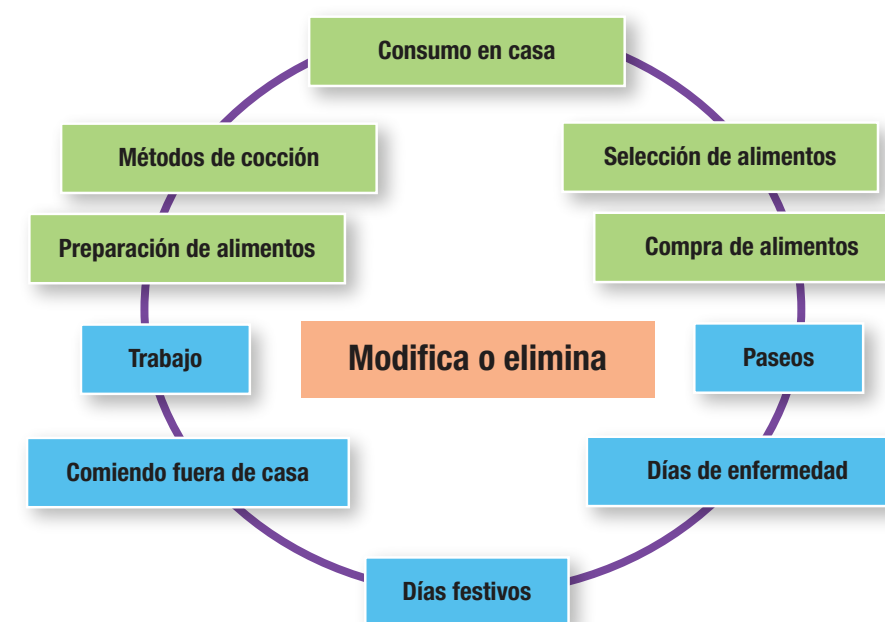 Consumo en casa
Métodos de cocción
Selección de alimentos
Preparación de alimentos
Compra de alimentos
Trabajo
Modifica o elimina
Paseos
Comiendo fuera de casa
Días de enfermedad
Días festivos